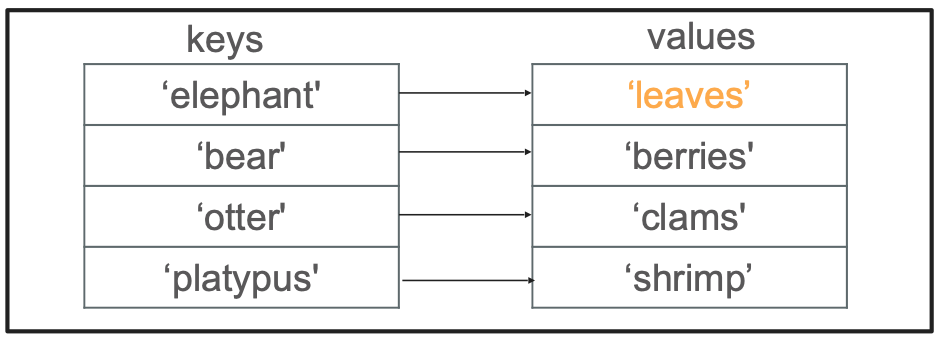 keys values
‘elephant' ‘leaves’
‘bear' ‘berries'
‘otter' ‘clams'
‘platypus' ‘shrimp’